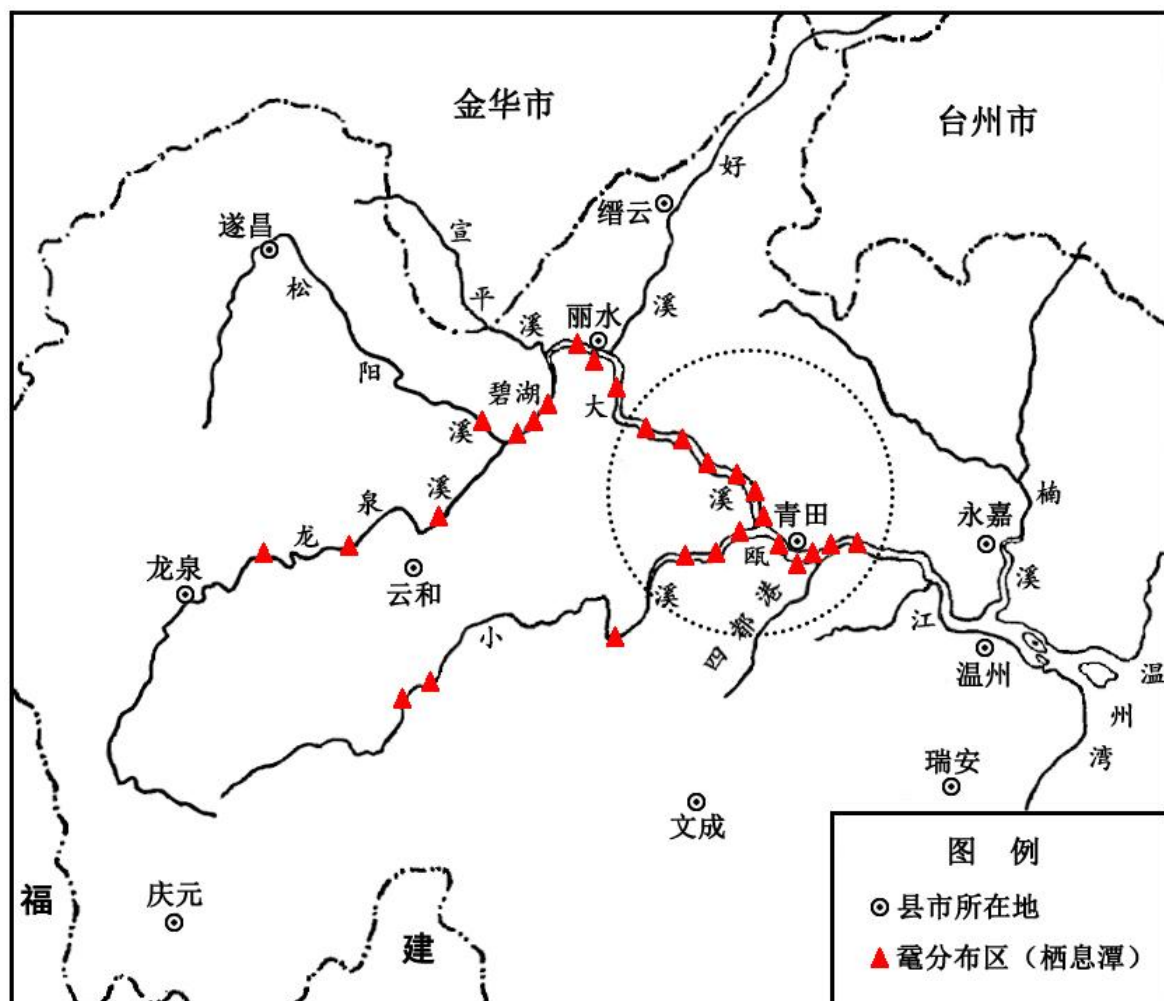 金华市
台州市
好溪
缙云
宣平溪
遂昌
松阳溪
丽水
碧湖
大溪
龙泉溪
青田
永嘉
楠溪
瓯江
龙泉
云和
小溪
四都港
温州
温州湾
瑞安
文成
庆元
福建
图 例
县市所在地
鼋分布区（栖息潭）